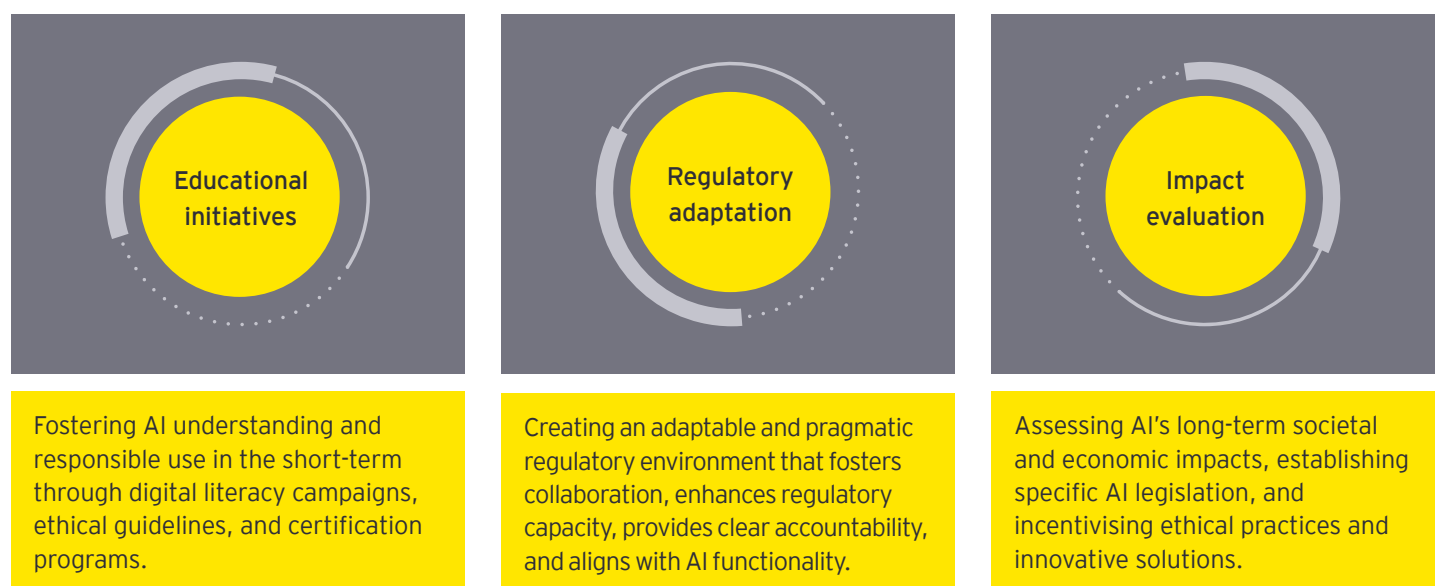 Educational
initiatives
Fostering AI understanding and
responsible use in the short-term
through digital literacy campaigns,
ethical guidelines, and certification
programs.
Regulatory
adaptation
Creating an adaptable and pragmatic
regulatory environment that fosters
collaboration, enhances regulatory
capacity, provides clear accountability,
and aligns with AI functionality.
Impact
evaluation
Assessing AI’s long-term societal
and economic impacts, establishing
specific AI legislation, and
incentivising ethical practices and
innovative solutions.